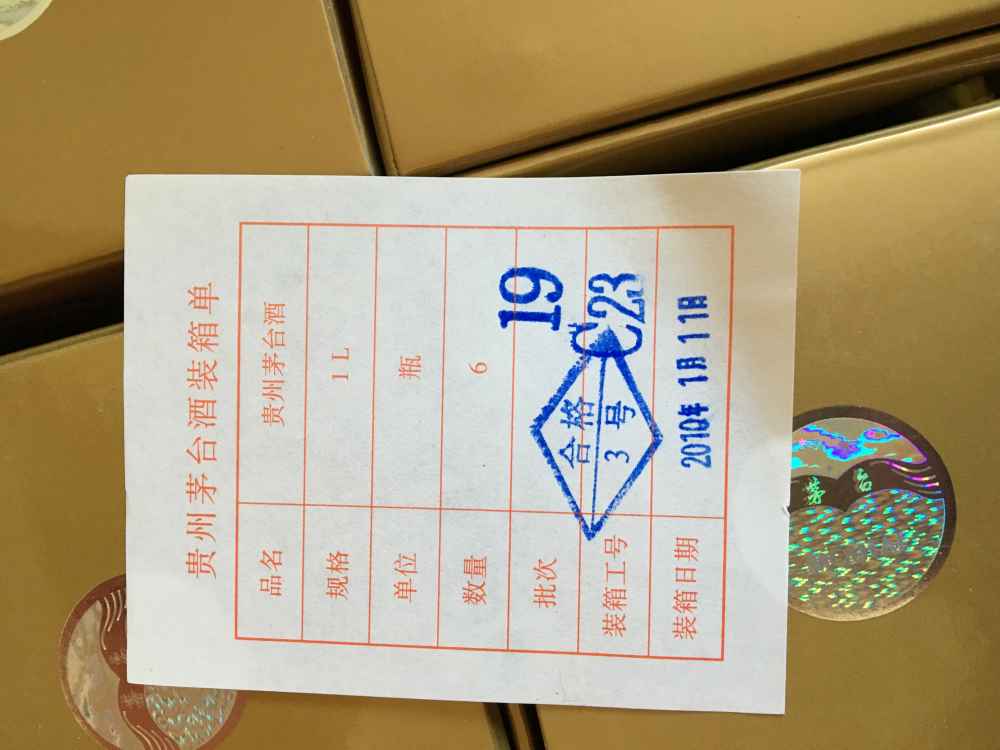 贵州茅台酒装箱单
品名 贵州茅台酒
规格 1L
单位 瓶
数量 6
批次 19
装箱工号 C23
合格
3号
装箱日期 2010年1月11日